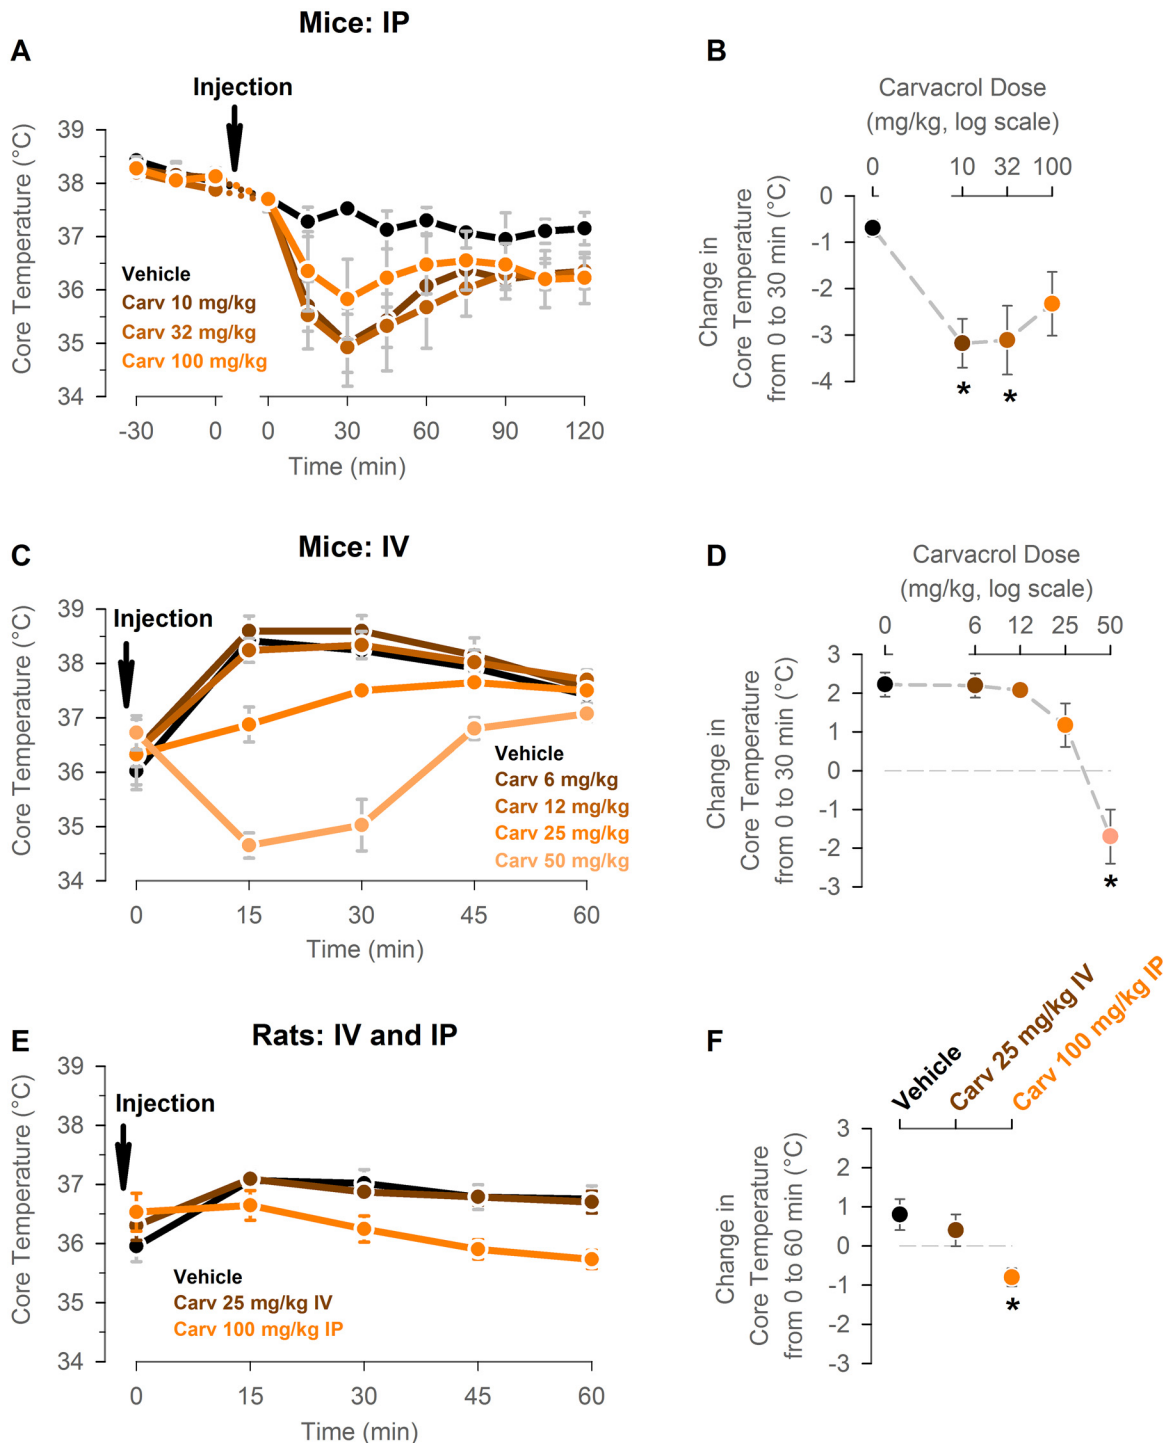 Mice: IP
A
Injection
Core Temperature (°C)
39
38
37
36
35
34
Vehicle
Carv 10 mg/kg
Carv 32 mg/kg
Carv 100 mg/kg
-30 0 0 30 60 90 120
Time (min)
B
Carvacrol Dose
(mg/kg, log scale)
0 10 32 100
Change in
Core Temperature
from 0 to 30 min (°C)
0
-1
-2
-3
-4
*
*
Mice: IV
C
Injection
Core Temperature (°C)
39
38
37
36
35
34
Vehicle
Carv 6 mg/kg
Carv 12 mg/kg
Carv 25 mg/kg
Carv 50 mg/kg
0 15 30 45 60
Time (min)
D
Carvacrol Dose
(mg/kg, log scale)
0 6 12 25 50
Change in
Core Temperature
from 0 to 30 min (°C)
3
2
1
0
-1
-2
-3
*
Rats: IV and IP
E
Injection
Core Temperature (°C)
39
38
37
36
35
34
Vehicle
Carv 25 mg/kg IV
Carv 100 mg/kg IP
0 15 30 45 60
Time (min)
F
Vehicle
Carv 25 mg/kg IV
Carv 100 mg/kg IP
Change in
Core Temperature
from 0 to 60 min (°C)
3
2
1
0
-1
-2
-3
*